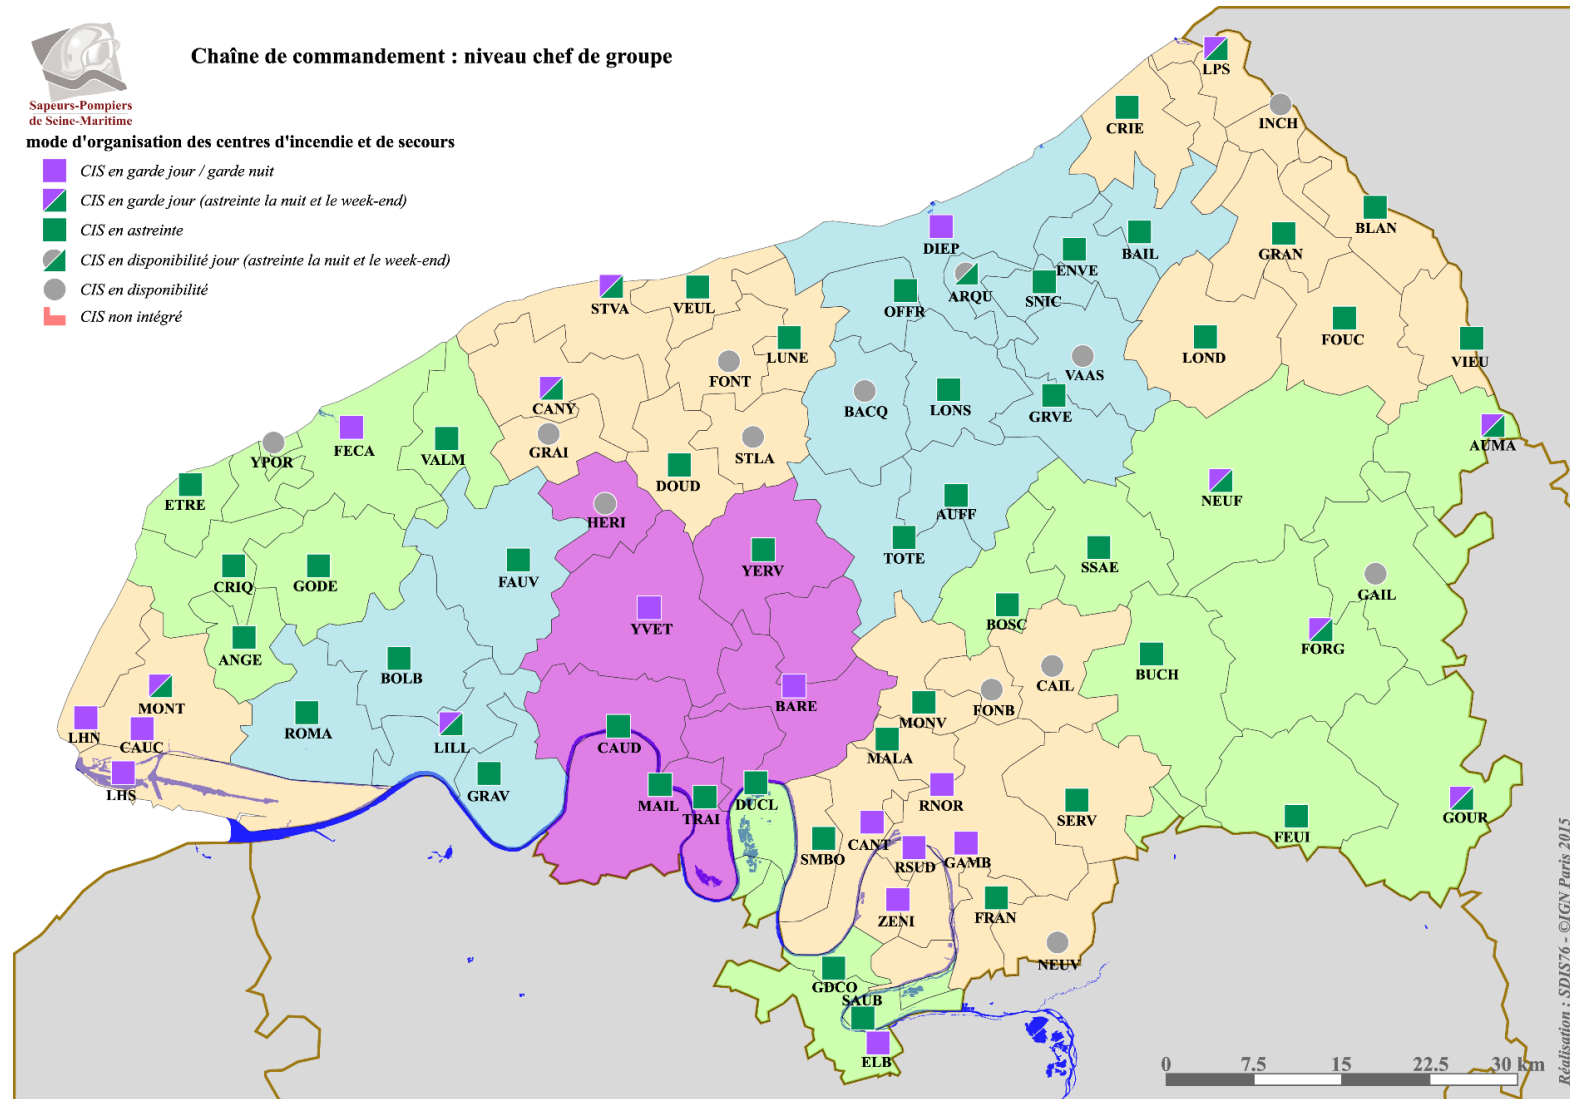 Chaîne de commandement : niveau chef de groupe
Sapeurs-Pompiers
de Seine-Maritime
mode d'organisation des centres d'incendie et de secours
CIS en garde jour / garde nuit
CIS en garde jour (astreinte la nuit et le week-end)
CIS en astreinte
CIS en disponibilité jour (astreinte la nuit et le week-end)
CIS en disponibilité
CIS non intégré
LPS
INCH
CRIE
BLAN
DIEP
BAIL
GRAN
ENVE
ARQU
SNIC
OFFR
STVA
VEUL
LUNE
FOUC
LOND
VIEU
FONT
VAAS
CANY
BACQ
LONS
GRVE
FECA
YPOR
VALM
GRAI
STLA
AUMA
DOUD
ETRE
NEUF
AUFF
HERI
TOTE
YERV
SSAE
CRIQ
GODE
FAUV
GAIL
YVET
BOSC
ANGE
BOLB
FORG
BUCH
CAIL
MONT
BARE
FONB
MONV
LHN
CAUC
ROMA
LILL
CAUD
MALA
LHS
GRAV
MAIL
TRAI
DUCL
RNOR
SERV
GOUR
FEUI
SMBO
CANT
RSUD
GAMB
ZENI
FRAN
NEUV
GDCO
SAUB
ELB
0 7.5 15 22.5 30 km
Réalisation : SDIS76 - ©IGN Paris 2015